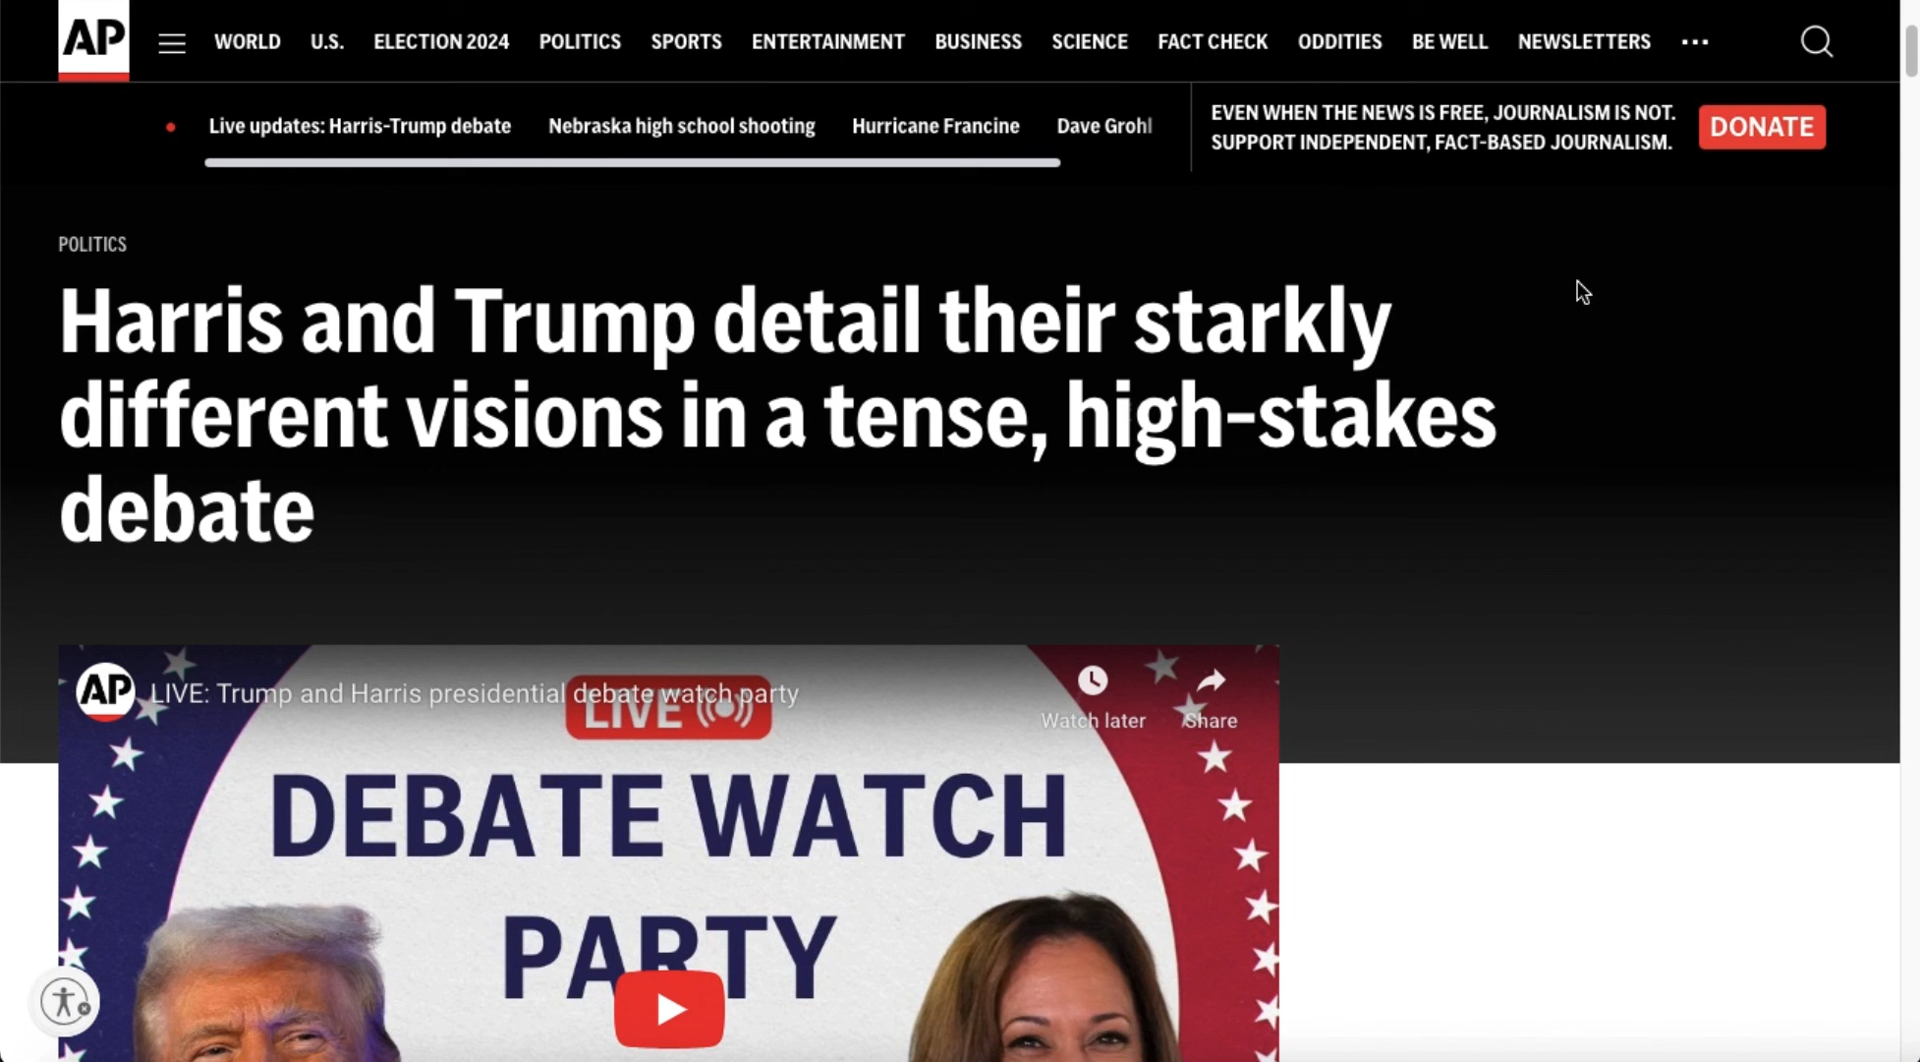 AP
WORLD U.S. ELECTION 2024 POLITICS SPORTS ENTERTAINMENT BUSINESS SCIENCE FACT CHECK ODDITIES BE WELL NEWSLETTERS ...
Live updates: Harris-Trump debate Nebraska high school shooting Hurricane Francine Dave Grohl
EVEN WHEN THE NEWS IS FREE, JOURNALISM IS NOT.
SUPPORT INDEPENDENT, FACT-BASED JOURNALISM.
DONATE
POLITICS
Harris and Trump detail their starkly
different visions in a tense, high-stakes
debate
AP
LIVE: Trump and Harris presidential debate watch party
LIVE
Watch later Share
DEBATE WATCH
PARTY